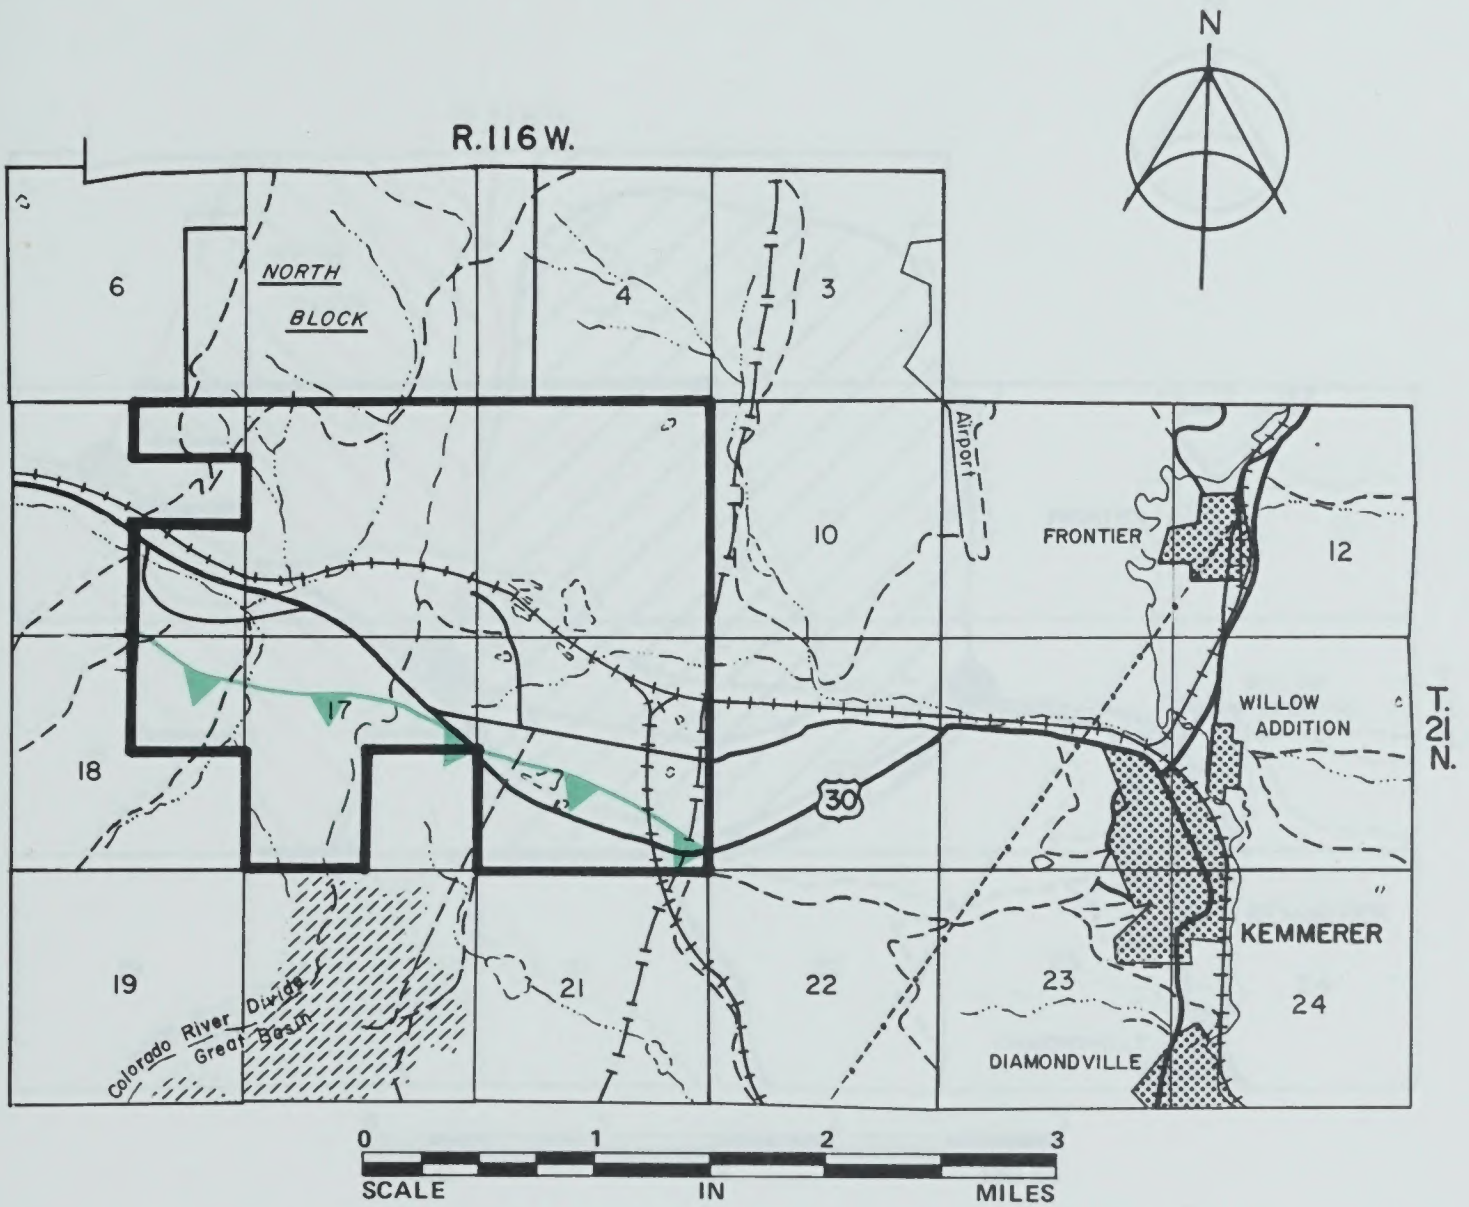 N
R. 116 W.
6
NORTH
BLOCK
4
3
Airport
10
FRONTIER
12
17
18
30
WILLOW
ADDITION
T.
21
N.
19
Colorado River Divide
Great Basin
21
22
23
KEMMERER
24
DIAMONDVILLE
0 1 2 3
SCALE IN MILES